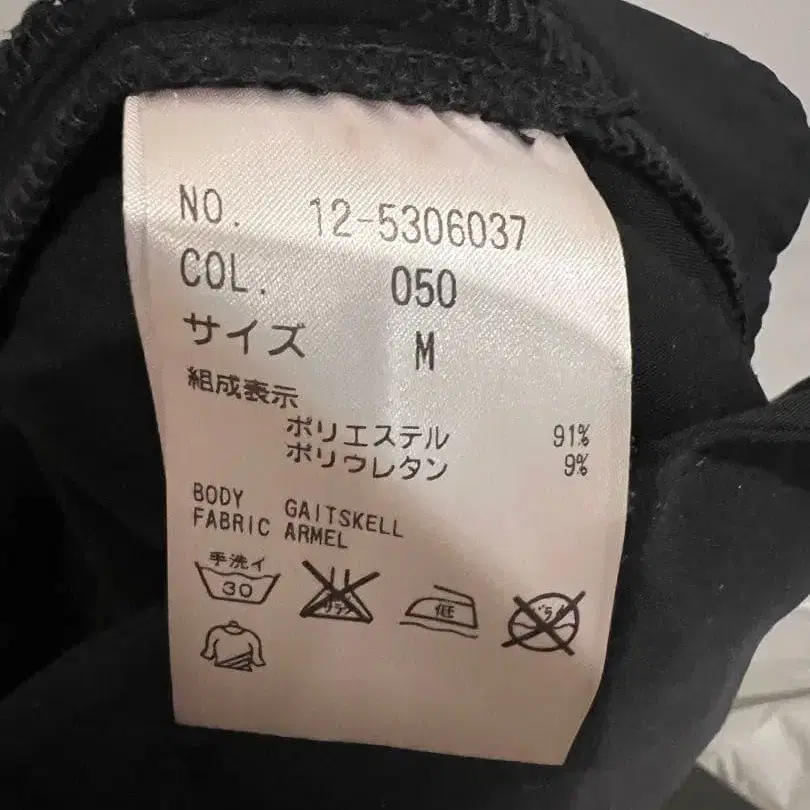 NO. 12-5306037
COL. 050
サイズ M
組成表示
ポリエステル 91%
ポリウレタン 9%
BODY GAITSKELL
FABRIC ARMEL
手洗イ
30
低